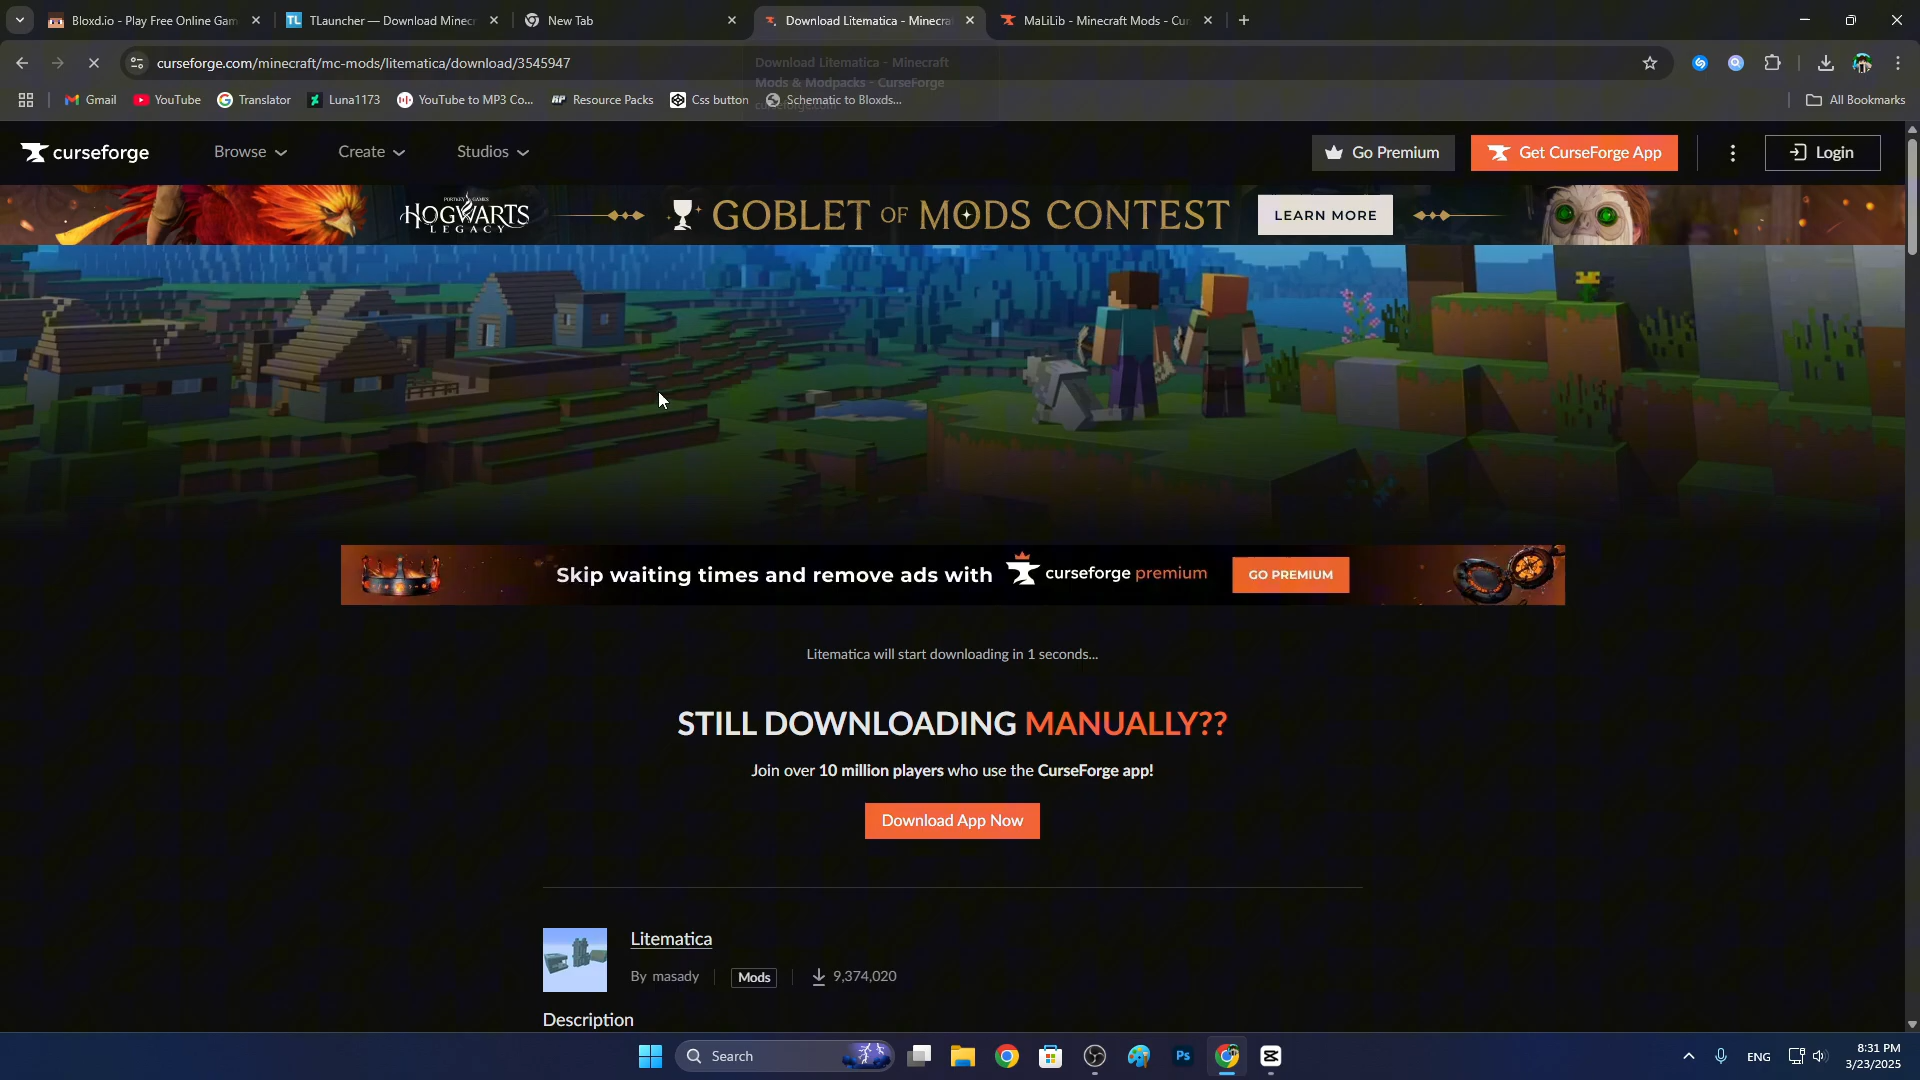 Bloxd.io - Play Free Online Gam
TLauncher — Download Minecr
New Tab
Download Litematica - Minecra
MaLiLib - Minecraft Mods - Cur
curseforge.com/minecraft/mc-mods/litematica/download/3545947
Download Litematica - Minecraft
Mods & Modpacks - CurseForge
Gmail
YouTube
Translator
Luna1173
YouTube to MP3 Co...
RP Resource Packs
Css button
Schematic to Bloxds...
All Bookmarks
curseforge
Browse
Create
Studios
Go Premium
Get CurseForge App
Login
PORTKEY GAMES
HOGWARTS
LEGACY
GOBLET OF MODS CONTEST
LEARN MORE
Skip waiting times and remove ads with curseforge premium
GO PREMIUM
Litematica will start downloading in 1 seconds...
STILL DOWNLOADING MANUALLY??
Join over 10 million players who use the CurseForge app!
Download App Now
Litematica
By masady
Mods
9,374,020
Description
Search
Ps
ENG
8:31 PM
3/23/2025